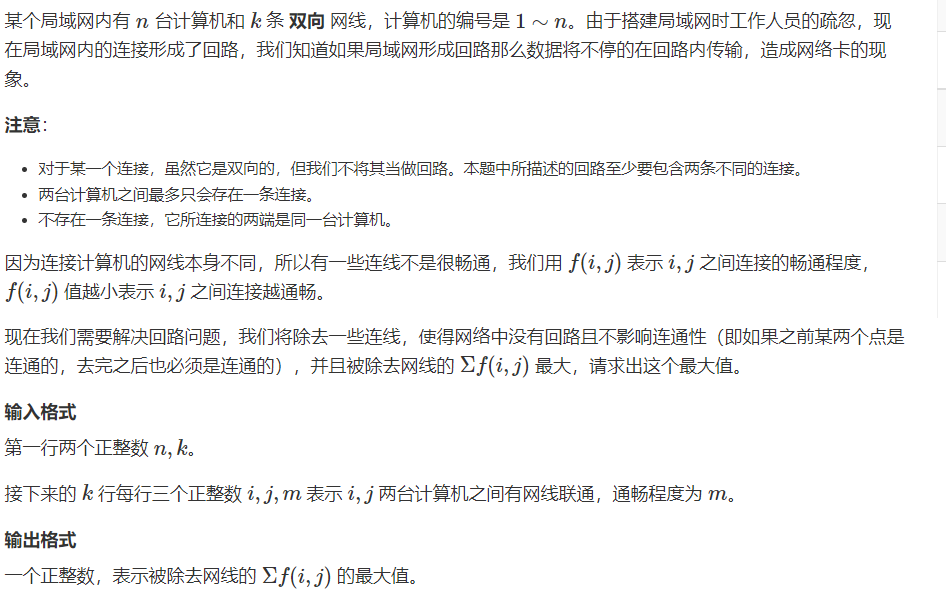 某个局域网内有 n 台计算机和 k 条 双向 网线，计算机的编号是 1 ∼ n。由于搭建局域网时工作人员的疏忽，现
在局域网内的连接形成了回路，我们知道如果局域网形成回路那么数据将不停的在回路内传输，造成网络卡的现
象。
注意：
• 对于某一个连接，虽然它是双向的，但我们不将其当做回路。本题中所描述的回路至少要包含两条不同的连接。
• 两台计算机之间最多只会存在一条连接。
• 不存在一条连接，它所连接的两端是同一台计算机。
因为连接计算机的网线本身不同，所以有一些连线不是很畅通，我们用 f(i, j) 表示 i, j 之间连接的畅通程度，
f(i, j) 值越小表示 i, j 之间连接越通畅。
现在我们需要解决回路问题，我们将除去一些连线，使得网络中没有回路且不影响连通性（即如果之前某两个点是
连通的，去完之后也必须是连通的），并且被除去网线的 Σf(i, j) 最大，请求出这个最大值。
输入格式
第一行两个正整数 n, k。
接下来的 k 行每行三个正整数 i, j, m 表示 i, j 两台计算机之间有网线联通，通畅程度为 m。
输出格式
一个正整数，表示被除去网线的 Σf(i, j) 的最大值。